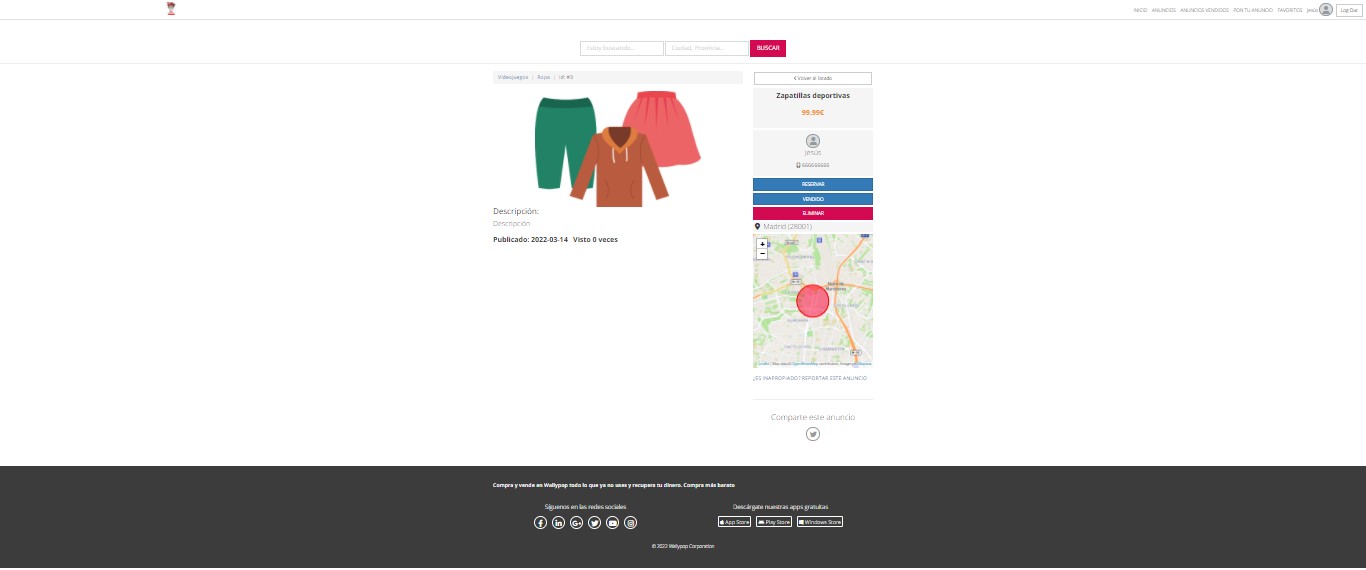 INICIO ANUNCIOS ANUNCIOS VENDIDOS PON TU ANUNCIO FAVORITOS Jesús Log Out
Estoy buscando... Ciudad, Provincia... BUSCAR
Videojuegos | Ropa | Id: #3
Volver al listado
Zapatillas deportivas
99.99€
Jesús
666666666
RESERVAR
VENDIDO
ELIMINAR
Madrid (28001)
+
−
Descripción:
Descripción
Publicado: 2022-03-14 Visto 0 veces
¿ES INAPROPIADO? REPORTAR ESTE ANUNCIO
Comparte este anuncio
Compra y vende en Wallypop todo lo que ya no uses y recupera tu dinero. Compra más barato
Síguenos en las redes sociales
Descárgate nuestras apps gratuitas
App Store Play Store Windows Store
© 2022 Wallypop Corporation